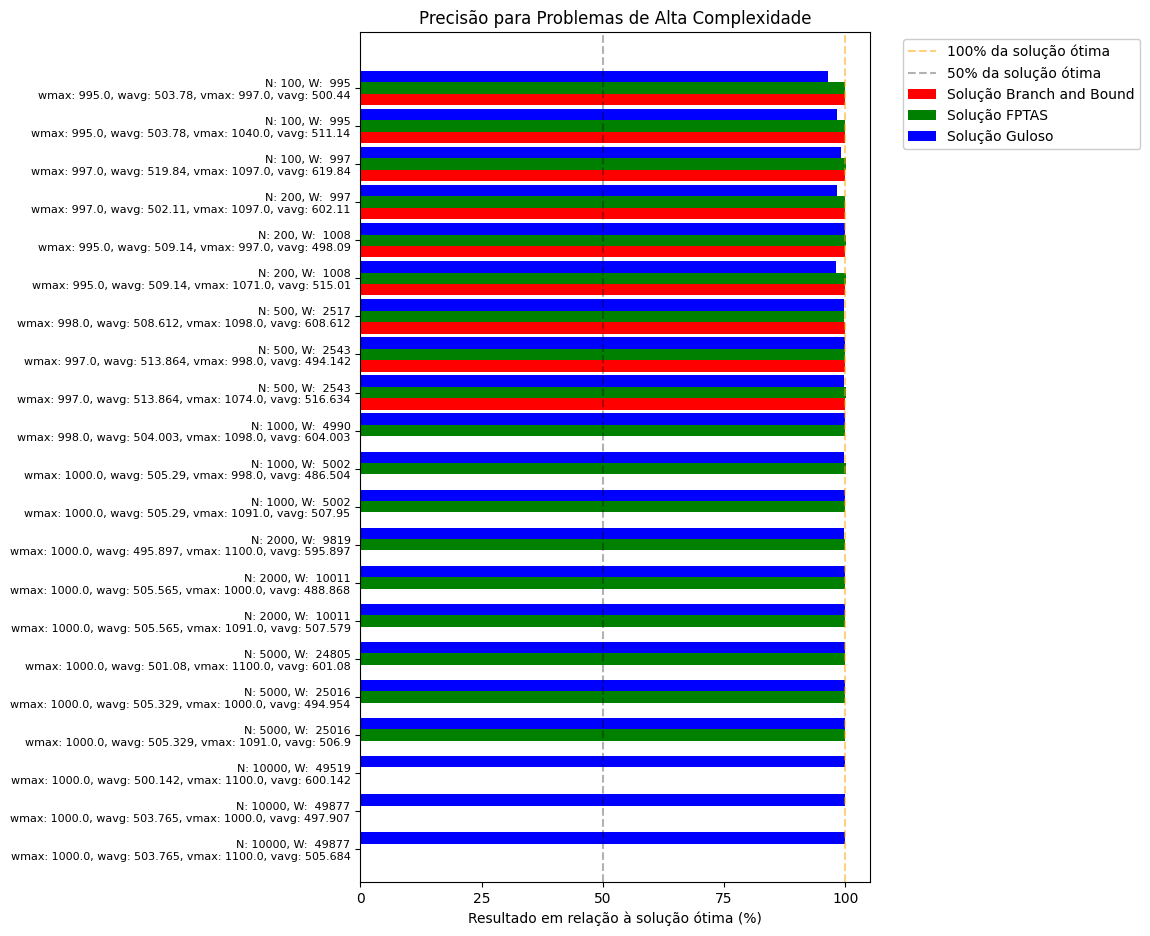 Precisão para Problemas de Alta Complexidade
N: 100, W:  995
wmax: 995.0, wavg: 503.78, vmax: 997.0, vavg: 500.44
N: 100, W:  995
wmax: 995.0, wavg: 503.78, vmax: 1040.0, vavg: 511.14
N: 100, W:  997
wmax: 997.0, wavg: 519.84, vmax: 1097.0, vavg: 619.84
N: 200, W:  997
wmax: 997.0, wavg: 502.11, vmax: 1097.0, vavg: 602.11
N: 200, W:  1008
wmax: 995.0, wavg: 509.14, vmax: 997.0, vavg: 498.09
N: 200, W:  1008
wmax: 995.0, wavg: 509.14, vmax: 1071.0, vavg: 515.01
N: 500, W:  2517
wmax: 998.0, wavg: 508.612, vmax: 1098.0, vavg: 608.612
N: 500, W:  2543
wmax: 997.0, wavg: 513.864, vmax: 998.0, vavg: 494.142
N: 500, W:  2543
wmax: 997.0, wavg: 513.864, vmax: 1074.0, vavg: 516.634
N: 1000, W:  4990
wmax: 998.0, wavg: 504.003, vmax: 1098.0, vavg: 604.003
N: 1000, W:  5002
wmax: 1000.0, wavg: 505.29, vmax: 998.0, vavg: 486.504
N: 1000, W:  5002
wmax: 1000.0, wavg: 505.29, vmax: 1091.0, vavg: 507.95
N: 2000, W:  9819
wmax: 1000.0, wavg: 495.897, vmax: 1100.0, vavg: 595.897
N: 2000, W:  10011
wmax: 1000.0, wavg: 505.565, vmax: 1000.0, vavg: 488.868
N: 2000, W:  10011
wmax: 1000.0, wavg: 505.565, vmax: 1091.0, vavg: 507.579
N: 5000, W:  24805
wmax: 1000.0, wavg: 501.08, vmax: 1100.0, vavg: 601.08
N: 5000, W:  25016
wmax: 1000.0, wavg: 505.329, vmax: 1000.0, vavg: 494.954
N: 5000, W:  25016
wmax: 1000.0, wavg: 505.329, vmax: 1091.0, vavg: 506.9
N: 10000, W:  49519
wmax: 1000.0, wavg: 500.142, vmax: 1100.0, vavg: 600.142
N: 10000, W:  49877
wmax: 1000.0, wavg: 503.765, vmax: 1000.0, vavg: 497.907
N: 10000, W:  49877
wmax: 1000.0, wavg: 503.765, vmax: 1100.0, vavg: 505.684
0 25 50 75 100
Resultado em relação à solução ótima (%)
100% da solução ótima
50% da solução ótima
Solução Branch and Bound
Solução FPTAS
Solução Guloso